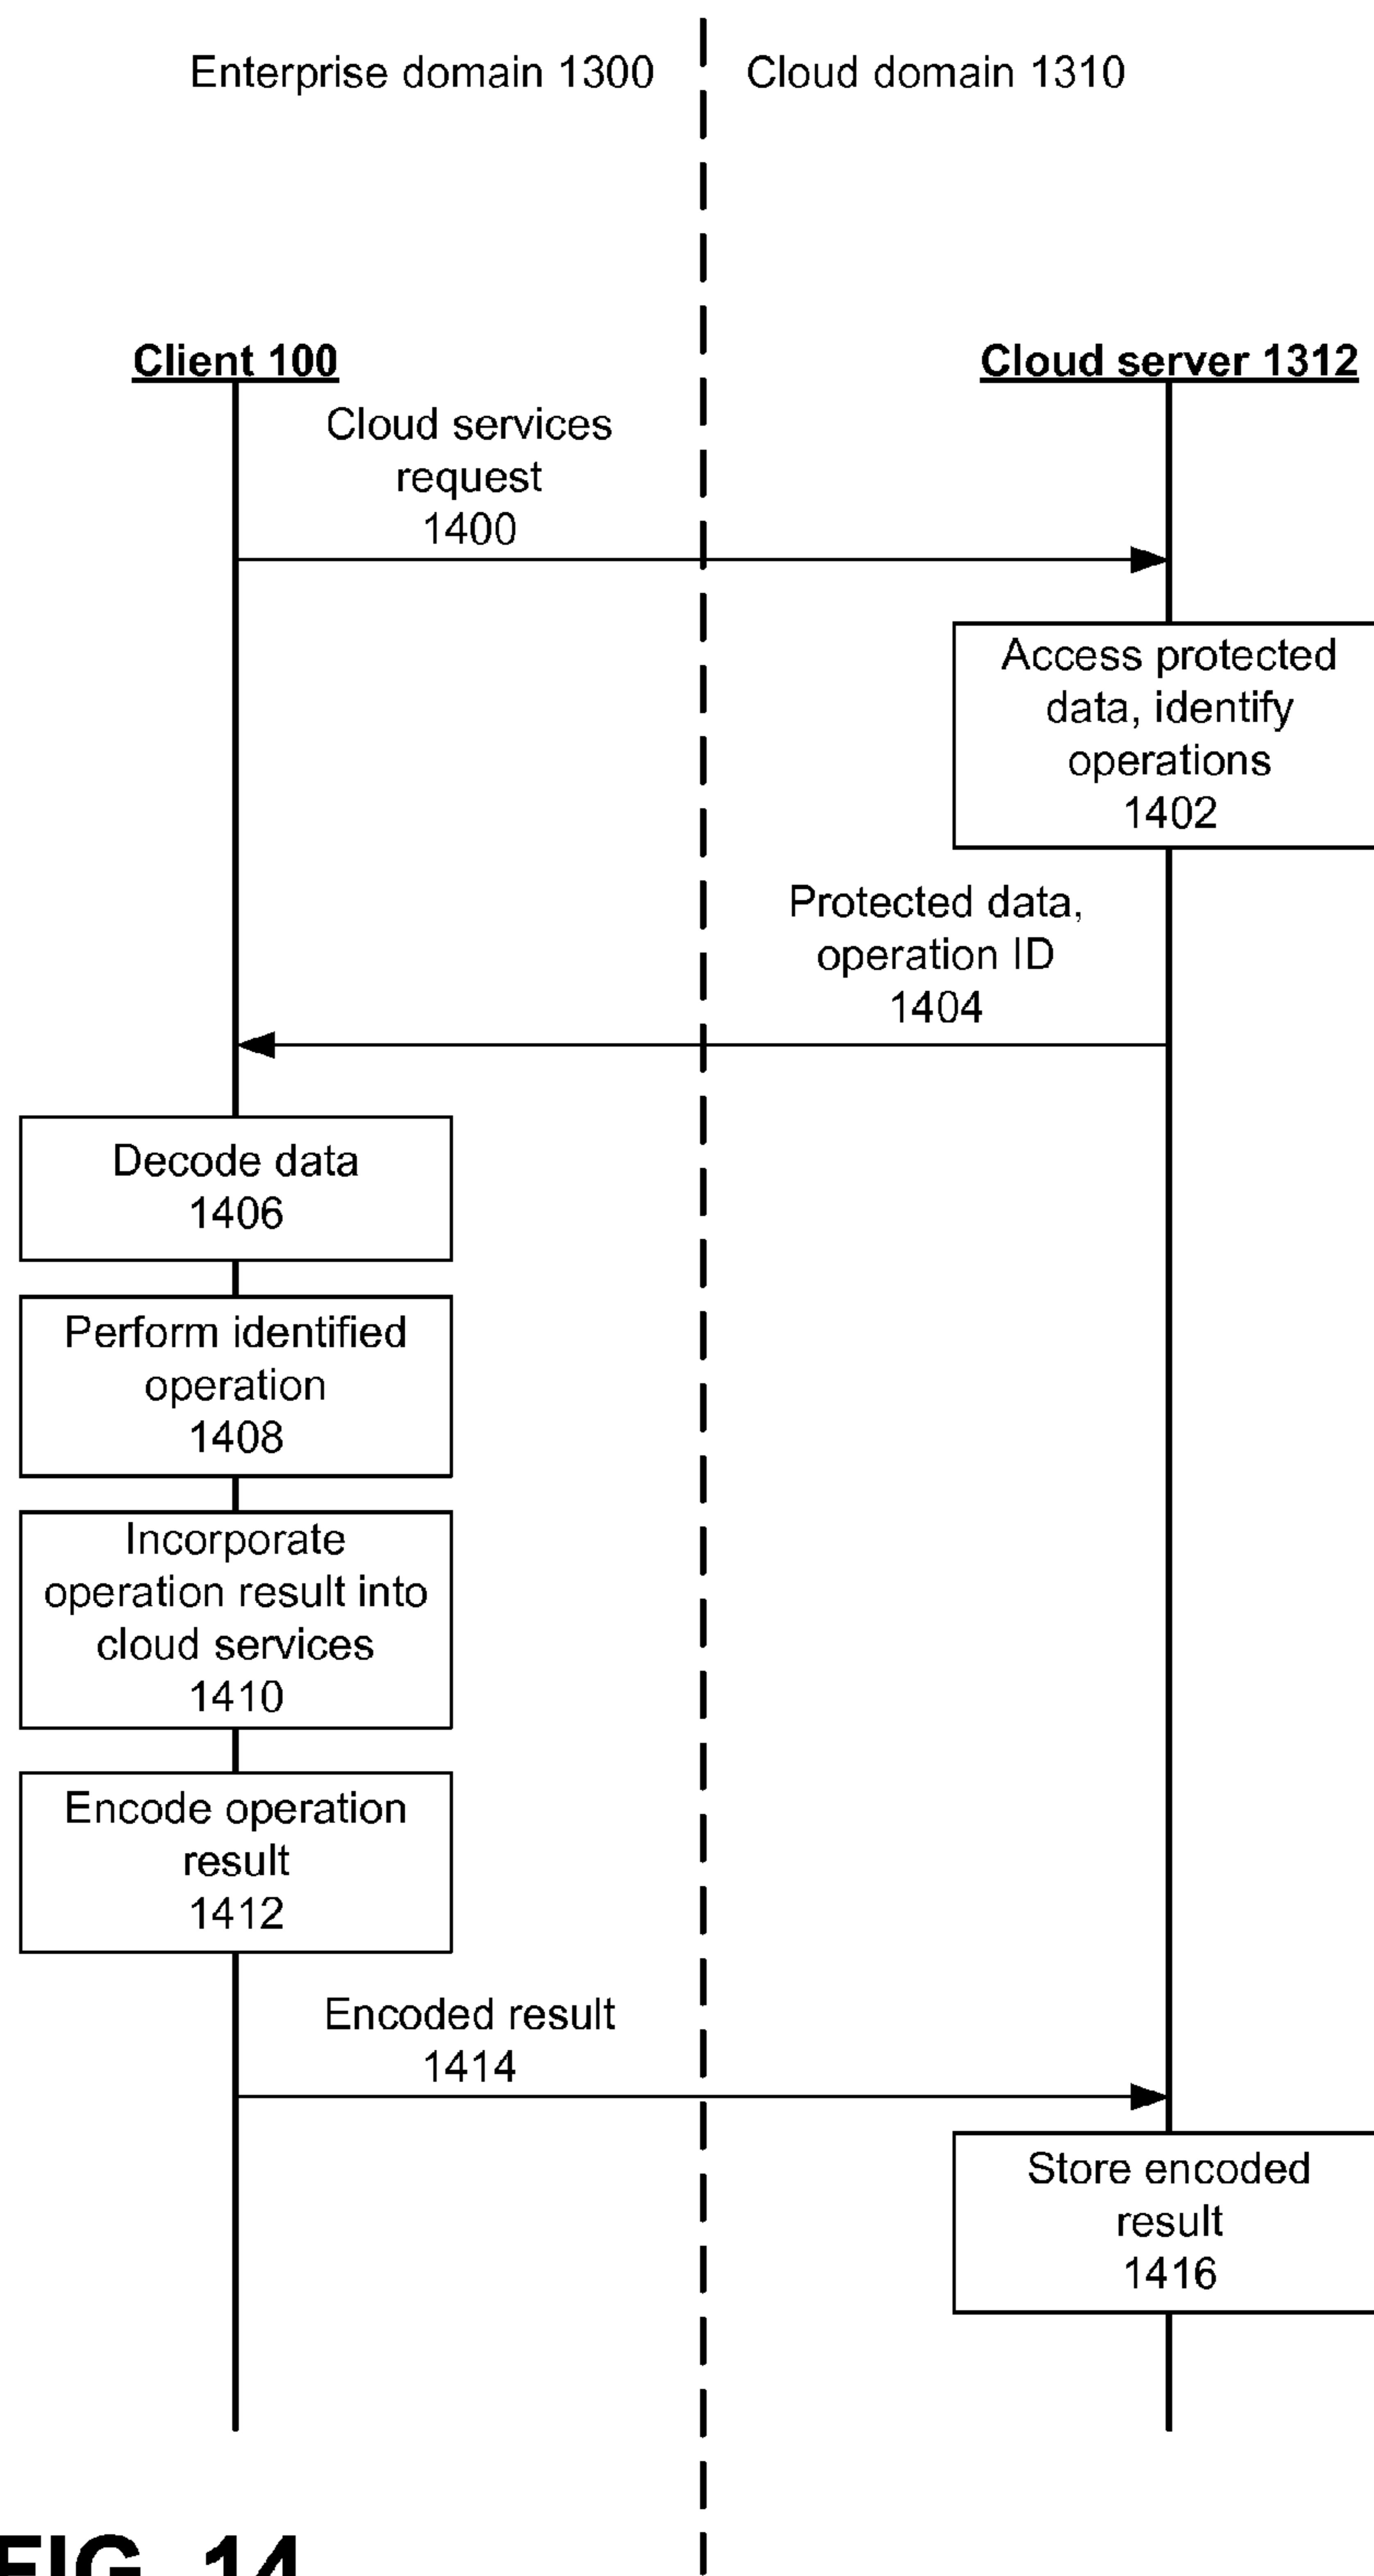 Enterprise domain 1300
Cloud domain 1310
Client 100
Cloud server 1312
Cloud services
request
1400
Access protected
data, identify
operations
1402
Protected data,
operation ID
1404
Decode data
1406
Perform identified
operation
1408
Incorporate
operation result into
cloud services
1410
Encode operation
result
1412
Encoded result
1414
Store encoded
result
1416
FIG. 14